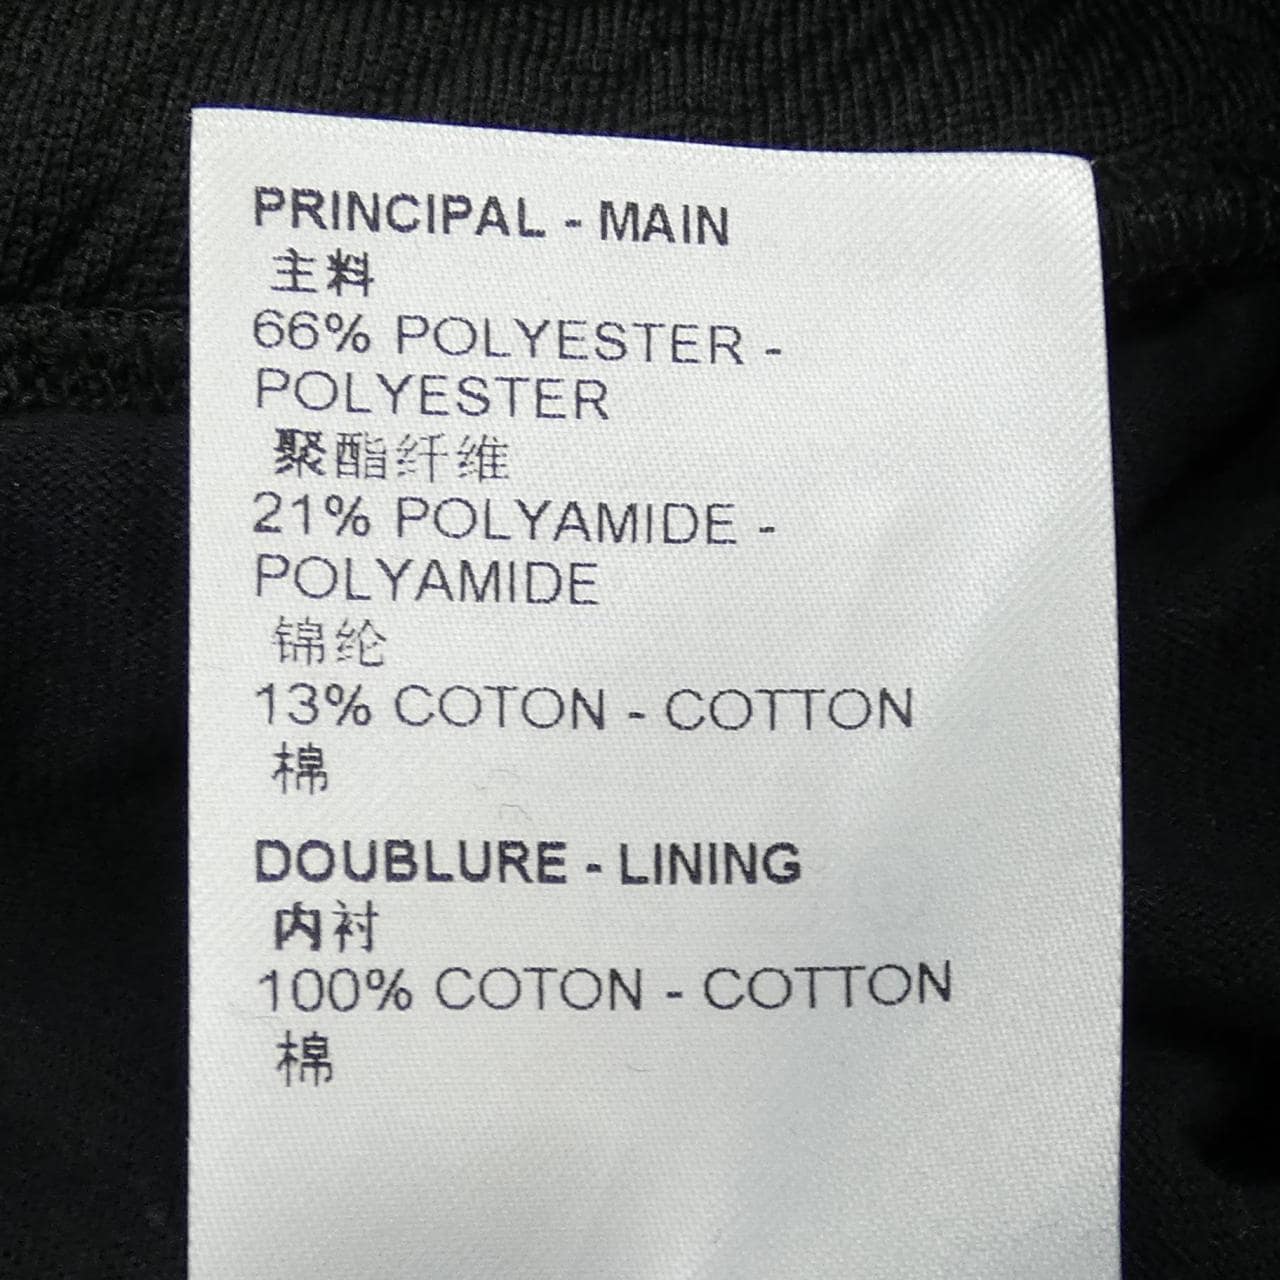 PRINCIPAL - MAIN
主料
66% POLYESTER -
POLYESTER
聚酯纤维
21% POLYAMIDE -
POLYAMIDE
锦纶
13% COTON - COTTON
棉
DOUBLURE - LINING
内衬
100% COTON - COTTON
棉